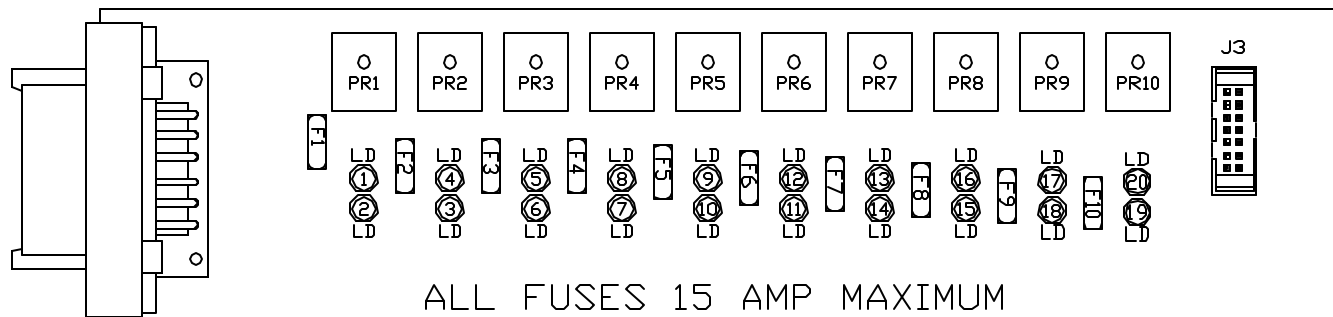 J3
PR1 PR2 PR3 PR4 PR5 PR6 PR7 PR8 PR9 PR10
F1 F2 F3 F4 F5 F6 F7 F8 F9 F10
LD LD LD LD LD LD LD LD LD LD
1 4 5 8 9 12 13 16 17 20
2 3 6 7 10 11 14 15 18 19
LD LD LD LD LD LD LD LD LD LD
ALL FUSES 15 AMP MAXIMUM